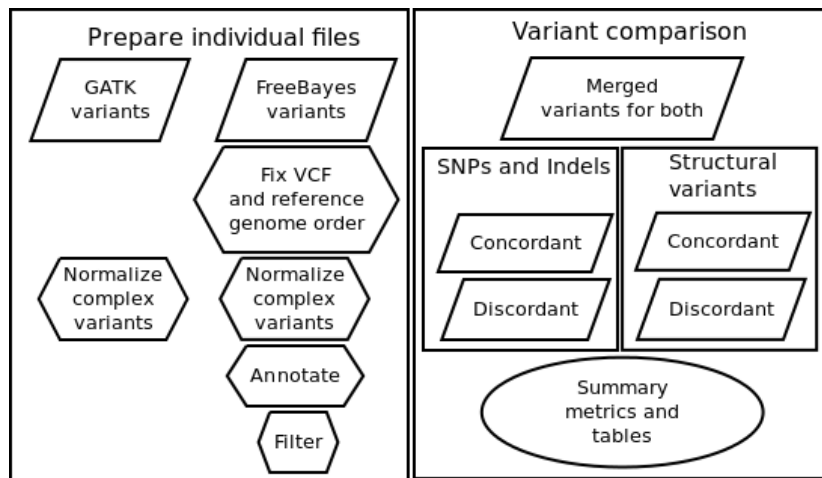 Prepare individual files
GATK
variants
FreeBayes
variants
Fix VCF
and reference
genome order
Normalize
complex
variants
Normalize
complex
variants
Annotate
Filter
Variant comparison
Merged
variants for both
SNPs and Indels
Concordant
Discordant
Structural
variants
Concordant
Discordant
Summary
metrics and
tables